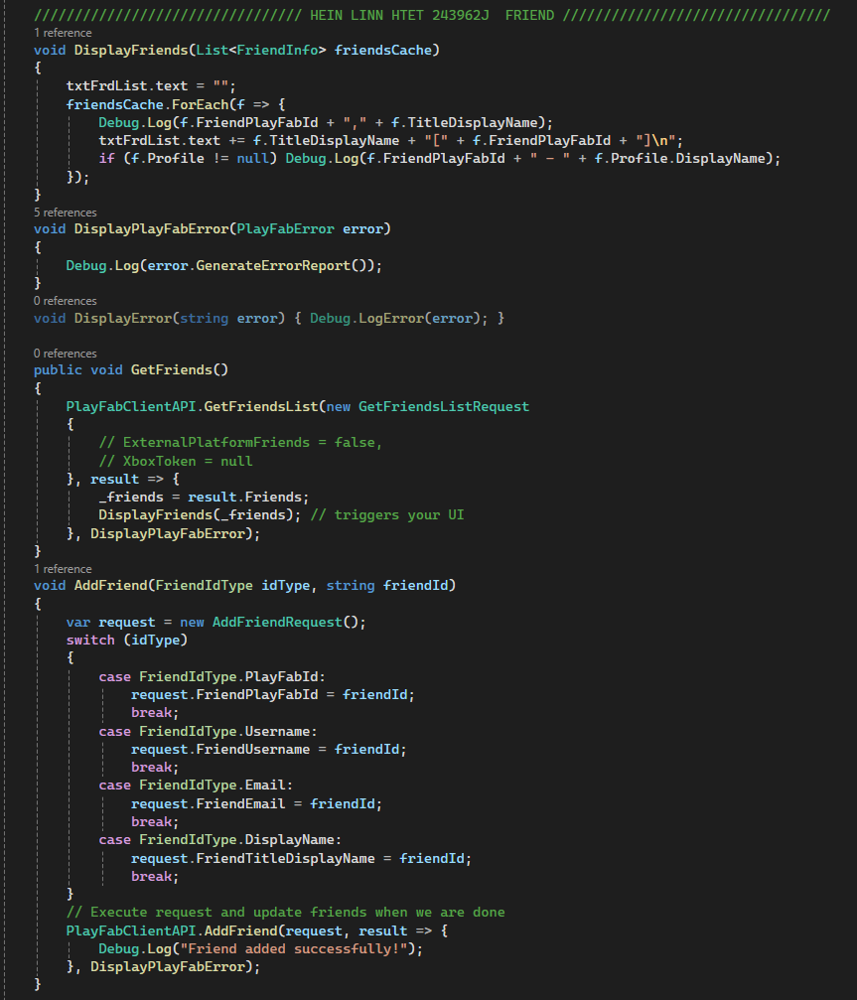 ///////////////////////////////// HEIN LINN HTET 243962J  FRIEND /////////////////////////////////
1 reference
void DisplayFriends(List<FriendInfo> friendsCache)
{
    txtFrdList.text = "";
    friendsCache.ForEach(f => {
        Debug.Log(f.FriendPlayFabId + "," + f.TitleDisplayName);
        txtFrdList.text += f.TitleDisplayName + "[" + f.FriendPlayFabId + "]\n";
        if (f.Profile != null) Debug.Log(f.FriendPlayFabId + " - " + f.Profile.DisplayName);
    });
}
5 references
void DisplayPlayFabError(PlayFabError error)
{
    Debug.Log(error.GenerateErrorReport());
}
0 references
void DisplayError(string error) { Debug.LogError(error); }

0 references
public void GetFriends()
{
    PlayFabClientAPI.GetFriendsList(new GetFriendsListRequest
    {
        // ExternalPlatformFriends = false,
        // XboxToken = null
    }, result => {
        _friends = result.Friends;
        DisplayFriends(_friends); // triggers your UI
    }, DisplayPlayFabError);
}
1 reference
void AddFriend(FriendIdType idType, string friendId)
{
    var request = new AddFriendRequest();
    switch (idType)
    {
        case FriendIdType.PlayFabId:
            request.FriendPlayFabId = friendId;
            break;
        case FriendIdType.Username:
            request.FriendUsername = friendId;
            break;
        case FriendIdType.Email:
            request.FriendEmail = friendId;
            break;
        case FriendIdType.DisplayName:
            request.FriendTitleDisplayName = friendId;
            break;
    }
    // Execute request and update friends when we are done
    PlayFabClientAPI.AddFriend(request, result => {
        Debug.Log("Friend added successfully!");
    }, DisplayPlayFabError);
}